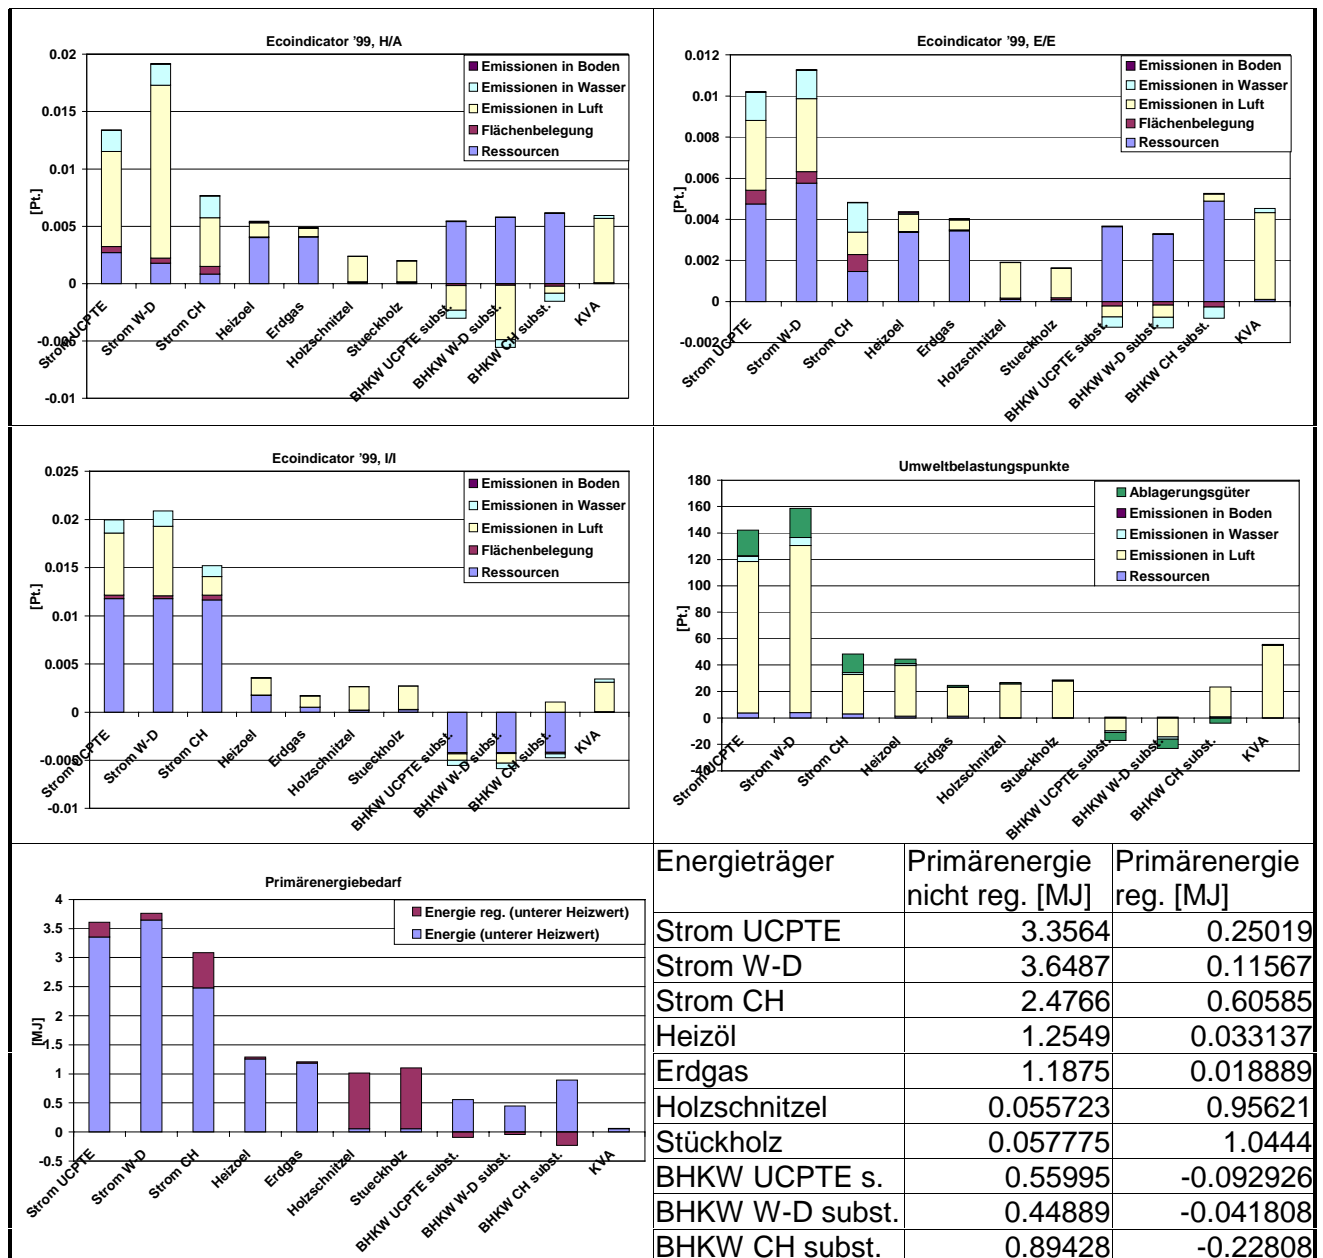 Ecoindicator '99, H/A
0.02
0.015
0.01
0.005
0
-0.005
-0.01
[Pt.]
Emissionen in Boden
Emissionen in Wasser
Emissionen in Luft
Flächenbelegung
Ressourcen
Strom UCPTE
Strom W-D
Strom CH
Heizoel
Erdgas
Holzschnitzel
Stueckholz
BHKW UCPTE subst.
BHKW W-D subst.
BHKW CH subst.
KVA
Ecoindicator '99, E/E
0.012
0.01
0.008
0.006
0.004
0.002
0
-0.002
[Pt.]
Emissionen in Boden
Emissionen in Wasser
Emissionen in Luft
Flächenbelegung
Ressourcen
Strom UCPTE
Strom W-D
Strom CH
Heizoel
Erdgas
Holzschnitzel
Stueckholz
BHKW UCPTE subst.
BHKW W-D subst.
BHKW CH subst.
KVA
Ecoindicator '99, I/I
0.025
0.02
0.015
0.01
0.005
0
-0.005
-0.01
[Pt.]
Emissionen in Boden
Emissionen in Wasser
Emissionen in Luft
Flächenbelegung
Ressourcen
Strom UCPTE
Strom W-D
Strom CH
Heizoel
Erdgas
Holzschnitzel
Stueckholz
BHKW UCPTE subst.
BHKW W-D subst.
BHKW CH subst.
KVA
Umweltbelastungspunkte
180
160
140
120
100
80
60
40
20
0
-20
-40
[Pt.]
Ablagerungsgüter
Emissionen in Boden
Emissionen in Wasser
Emissionen in Luft
Ressourcen
Strom UCPTE
Strom W-D
Strom CH
Heizoel
Erdgas
Holzschnitzel
Stueckholz
BHKW UCPTE subst.
BHKW W-D subst.
BHKW CH subst.
KVA
Primärenergiebedarf
4
3.5
3
2.5
2
1.5
1
0.5
0
-0.5
[MJ]
Energie reg. (unterer Heizwert)
Energie (unterer Heizwert)
Strom UCPTE
Strom W-D
Strom CH
Heizoel
Erdgas
Holzschnitzel
Stueckholz
BHKW UCPTE subst.
BHKW W-D subst.
BHKW CH subst.
KVA
Energieträger Primärenergie Primärenergie
nicht reg. [MJ] reg. [MJ]
Strom UCPTE 3.3564 0.25019
Strom W-D 3.6487 0.11567
Strom CH 2.4766 0.60585
Heizöl 1.2549 0.033137
Erdgas 1.1875 0.018889
Holzschnitzel 0.055723 0.95621
Stückholz 0.057775 1.0444
BHKW UCPTE s. 0.55995 -0.092926
BHKW W-D subst. 0.44889 -0.041808
BHKW CH subst. 0.89428 -0.22808